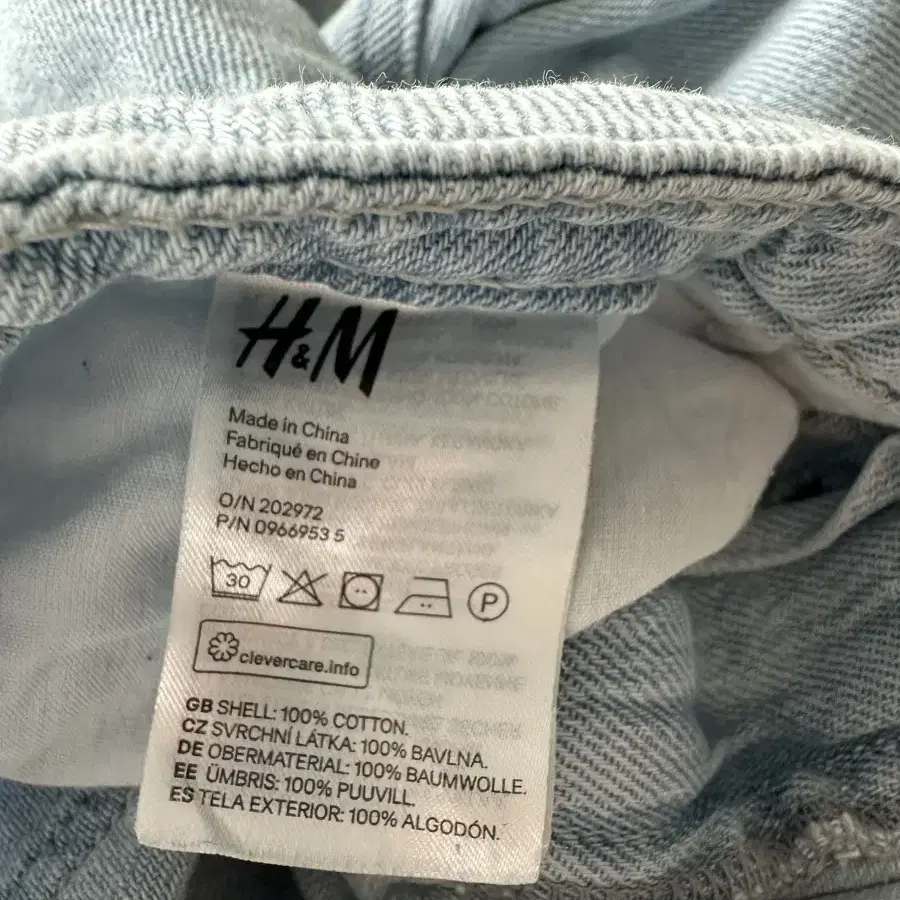 H&M
Made in China
Fabriqué en Chine
Hecho en China
O/N 202972
P/N 0966953 5
30
P
clevercare.info
GB SHELL: 100% COTTON.
CZ SVRCHNÍ LÁTKA: 100% BAVLNA.
DE OBERMATERIAL: 100% BAUMWOLLE.
EE ÜMBRIS: 100% PUUVILL.
ES TELA EXTERIOR: 100% ALGODÓN.